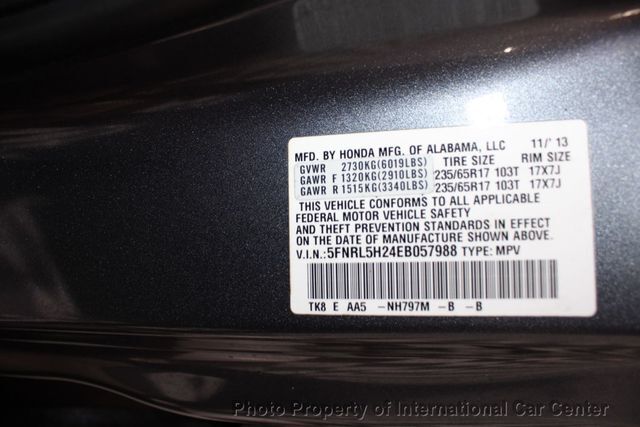 MFD. BY HONDA MFG. OF ALABAMA, LLC 11/'13
GVWR 2730KG(6019LBS) TIRE SIZE RIM SIZE
GAWR F 1320KG(2910LBS) 235/65R17 103T 17X7J
GAWR R 1515KG(3340LBS) 235/65R17 103T 17X7J
THIS VEHICLE CONFORMS TO ALL APPLICABLE
FEDERAL MOTOR VEHICLE SAFETY
AND THEFT PREVENTION STANDARDS IN EFFECT
ON THE DATE OF MANUFACTURE SHOWN ABOVE.
V.I.N.: 5FNRL5H24EB057988 TYPE: MPV
TK8 E AA5 -NH797M -B -B
Photo Property of International Car Center